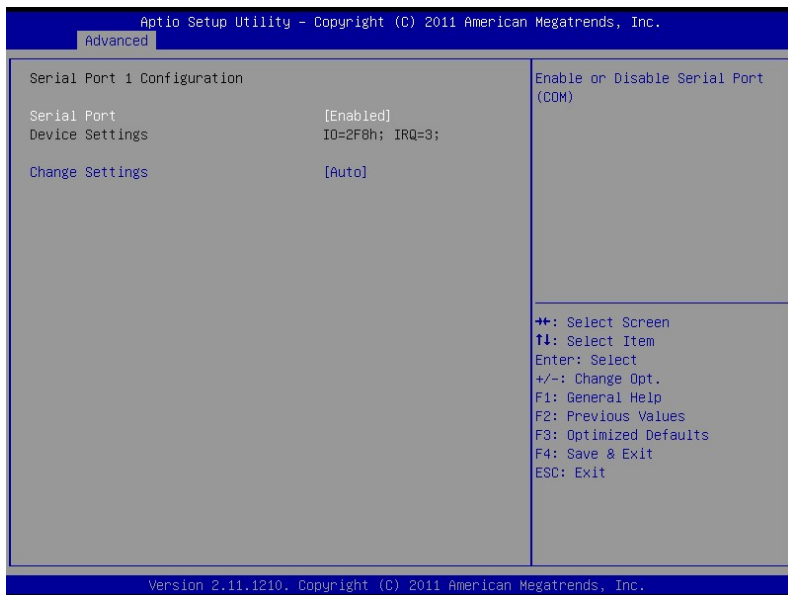 Aptio Setup Utility – Copyright (C) 2011 American Megatrends, Inc.
Advanced
Serial Port 1 Configuration
Serial Port [Enabled]
Device Settings IO=2F8h; IRQ=3;
Change Settings [Auto]
Enable or Disable Serial Port
(COM)
→←: Select Screen
↑↓: Select Item
Enter: Select
+/-: Change Opt.
F1: General Help
F2: Previous Values
F3: Optimized Defaults
F4: Save & Exit
ESC: Exit
Version 2.11.1210. Copyright (C) 2011 American Megatrends, Inc.